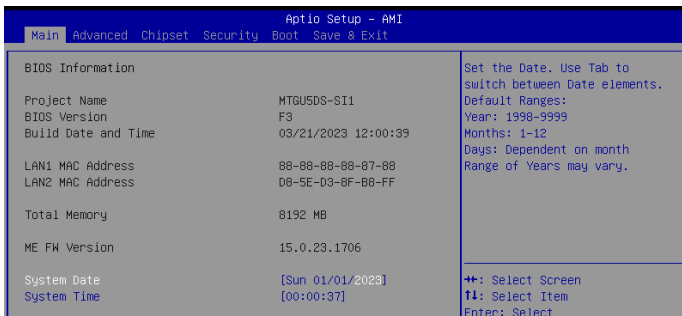 Aptio Setup - AMI
Main Advanced Chipset Security Boot Save & Exit
BIOS Information
Project Name MTGU5DS-SI1
BIOS Version F3
Build Date and Time 03/21/2023 12:00:39
LAN1 MAC Address 88-88-88-88-87-88
LAN2 MAC Address D8-5E-D3-8F-B8-FF
Total Memory 8192 MB
ME FW Version 15.0.23.1706
System Date [Sun 01/01/2023]
System Time [00:00:37]
Set the Date. Use Tab to
switch between Date elements.
Default Ranges:
Year: 1998-9999
Months: 1-12
Days: Dependent on month
Range of Years may vary.
→←: Select Screen
↑↓: Select Item
Enter: Select